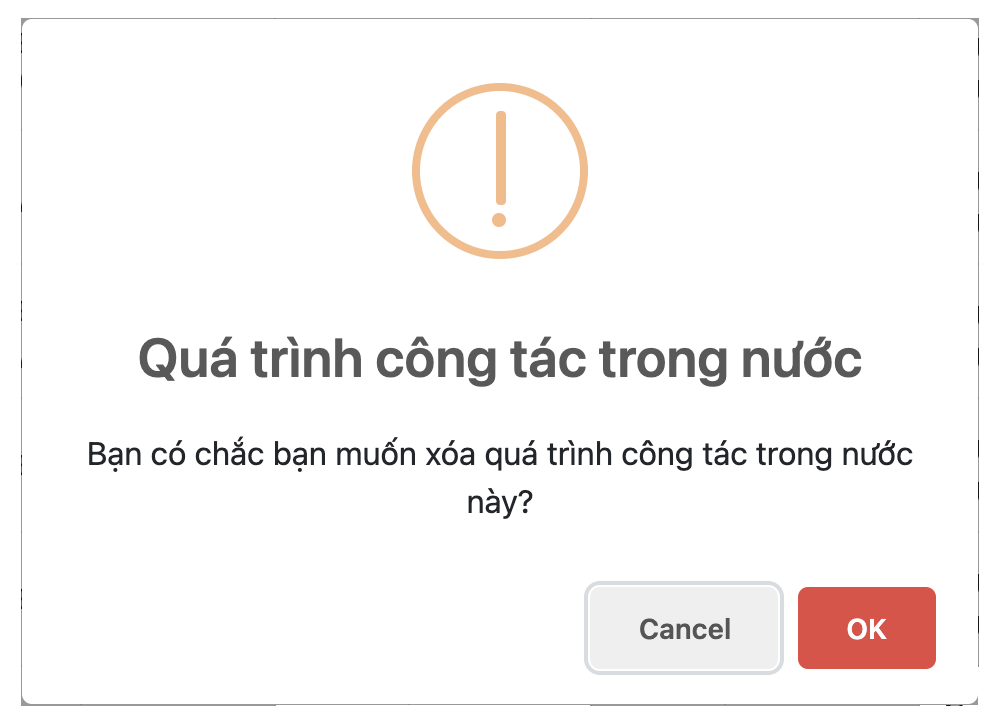 Quá trình công tác trong nước
Bạn có chắc bạn muốn xóa quá trình công tác trong nước
này?
Cancel
OK